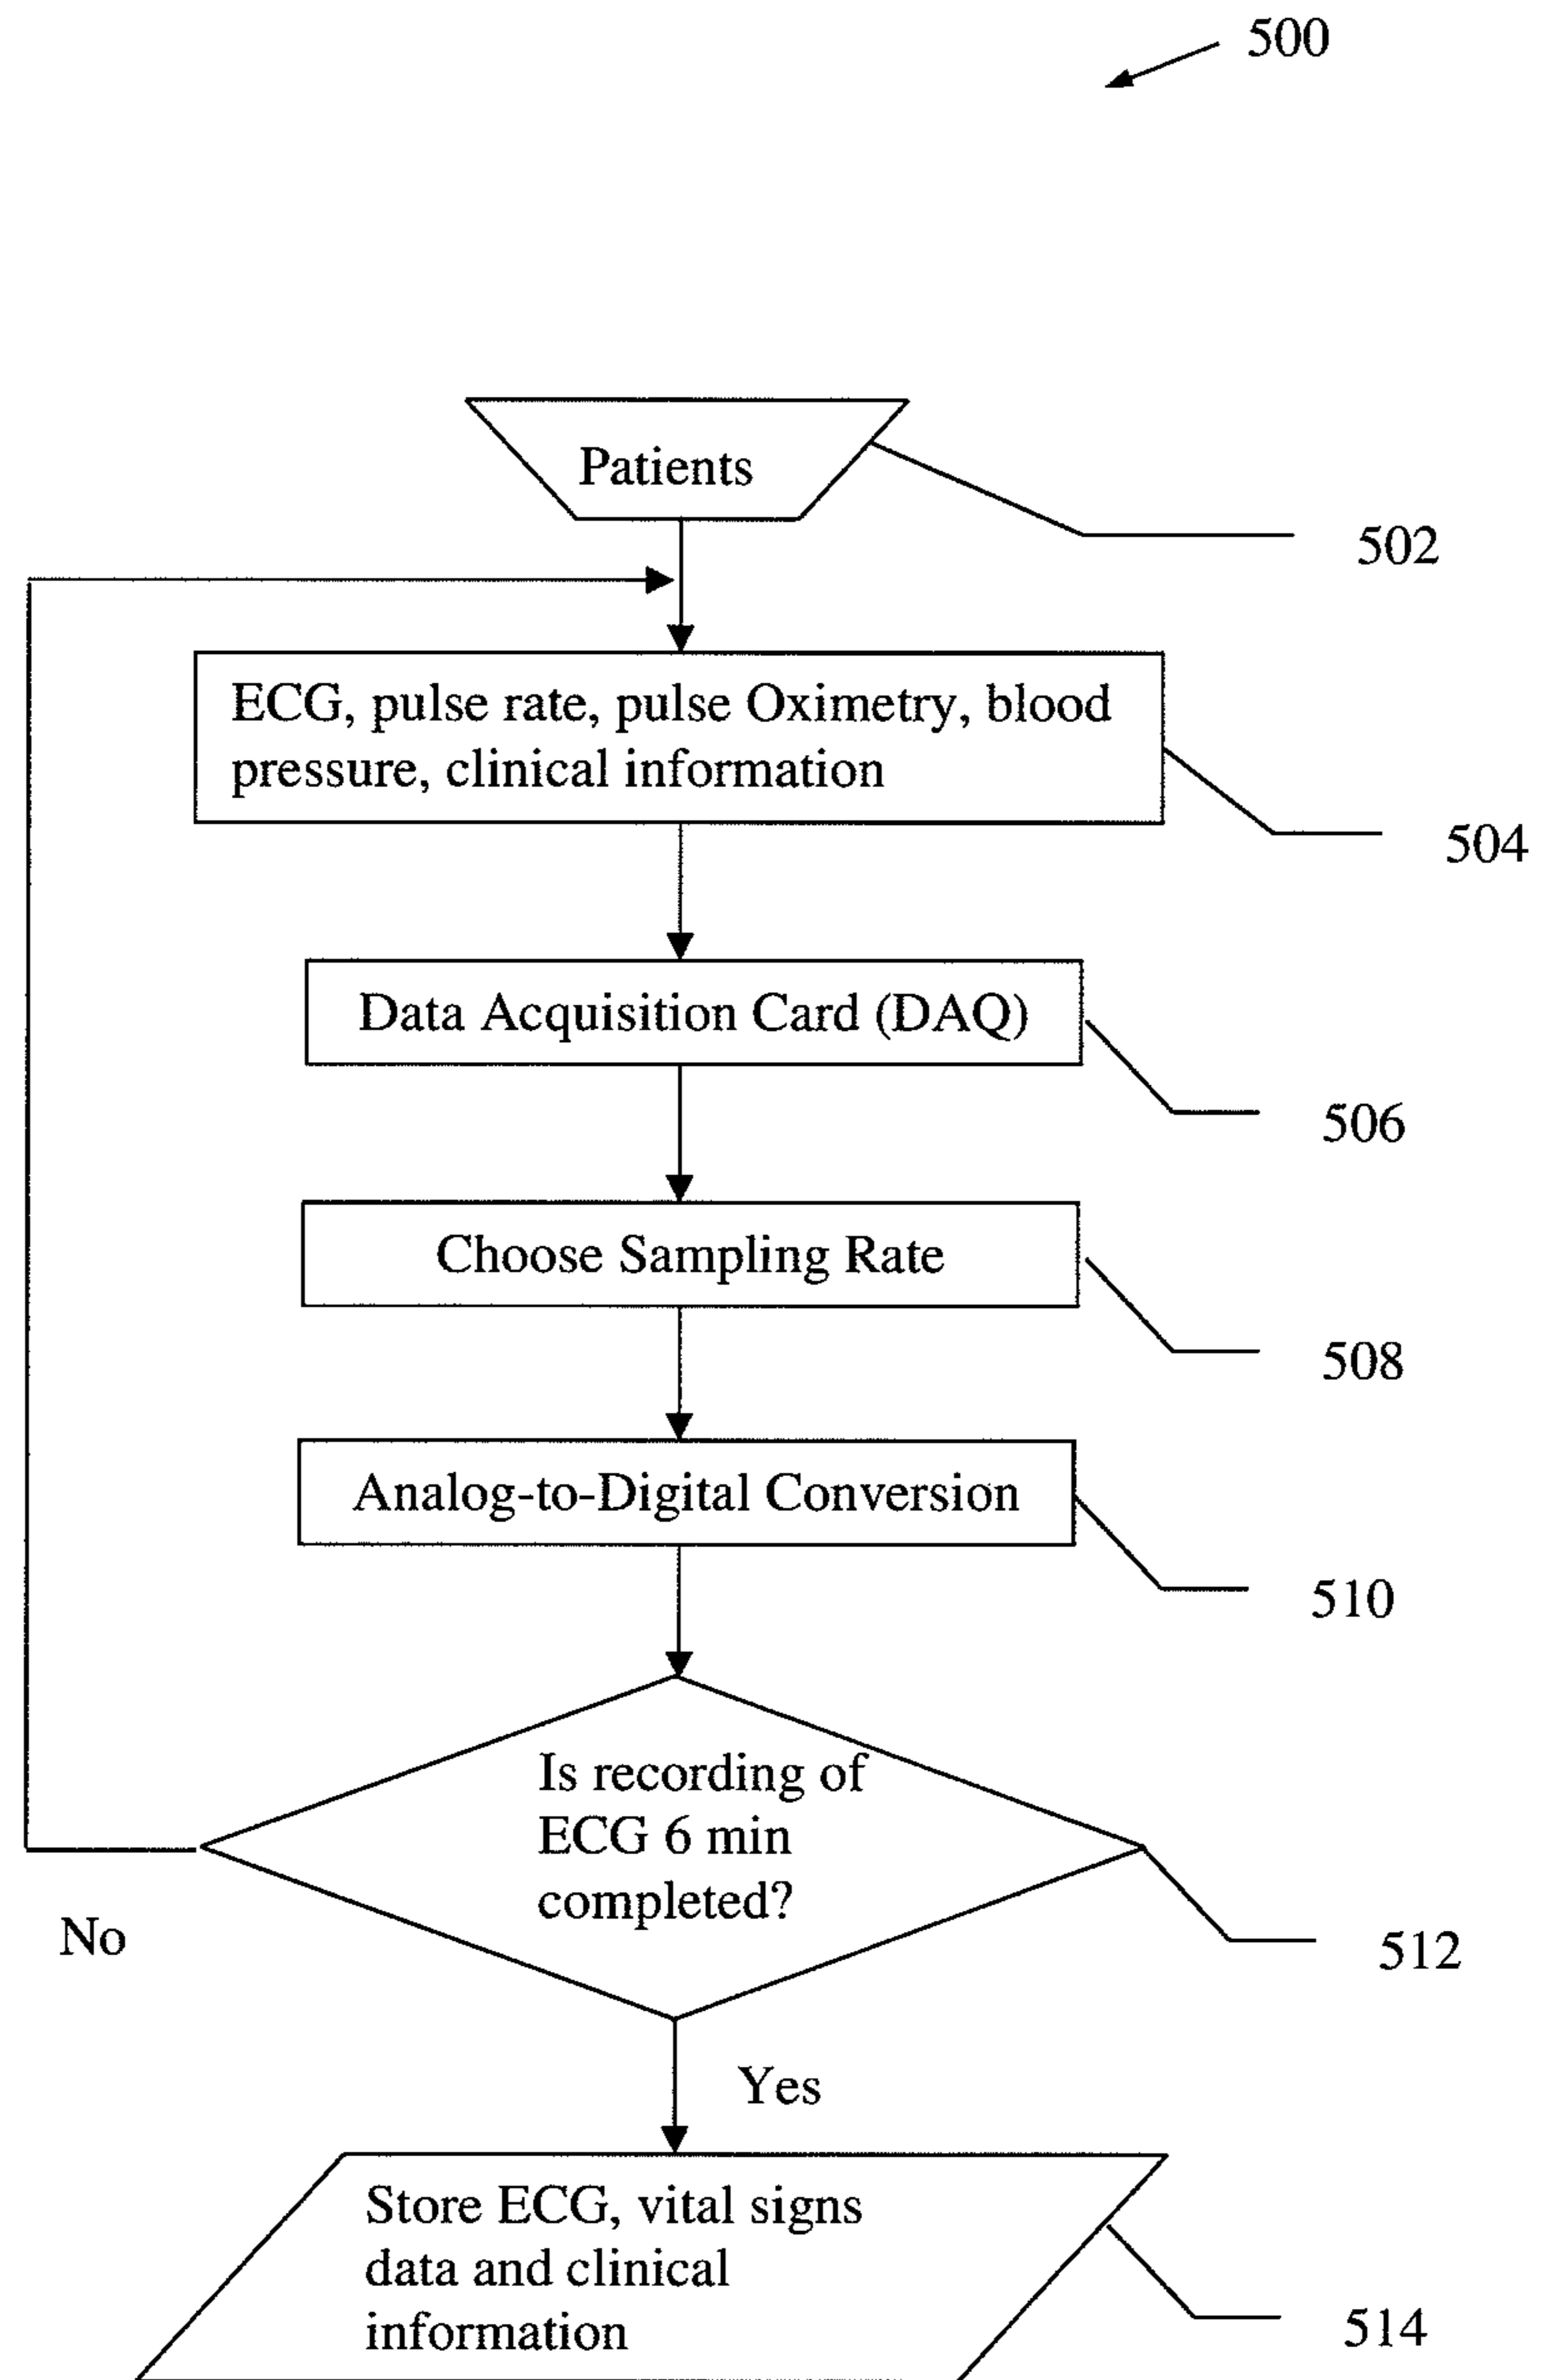 500
Patients
502
ECG, pulse rate, pulse Oximetry, blood
pressure, clinical information
504
Data Acquisition Card (DAQ)
506
Choose Sampling Rate
508
Analog-to-Digital Conversion
510
Is recording of
ECG 6 min
completed?
No
512
Yes
Store ECG, vital signs
data and clinical
information
514